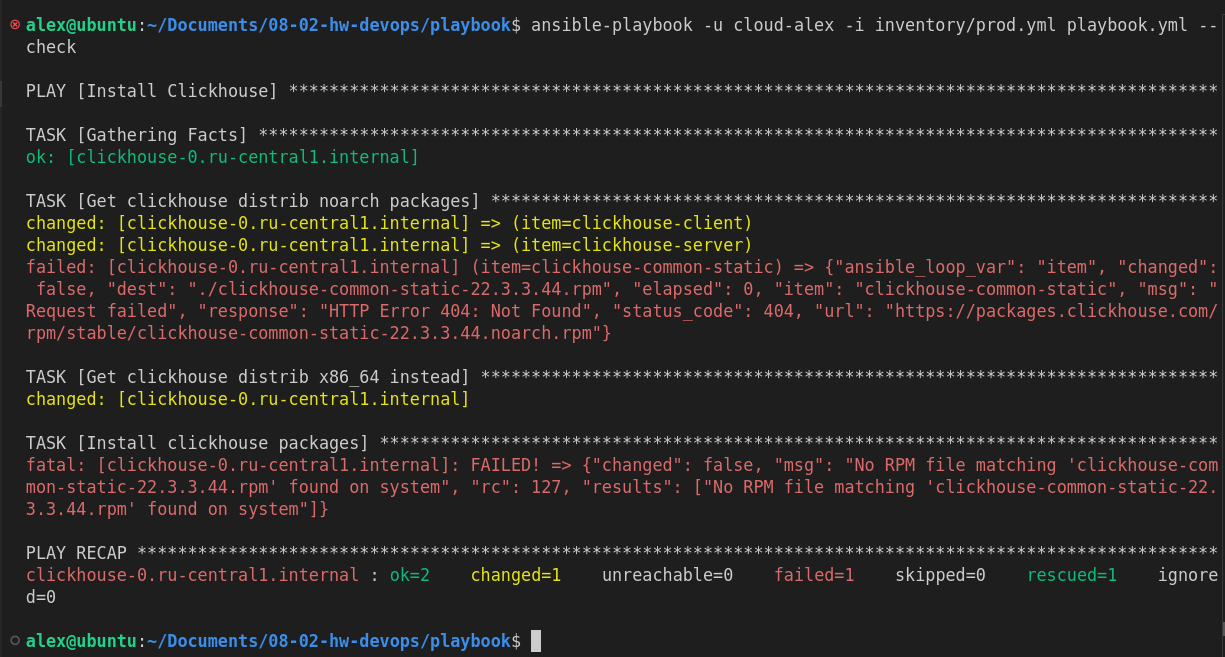 alex@ubuntu:~/Documents/08-02-hw-devops/playbook$ ansible-playbook -u cloud-alex -i inventory/prod.yml playbook.yml --
check
PLAY [Install Clickhouse] ********************************************************************************************
TASK [Gathering Facts] ***********************************************************************************************
ok: [clickhouse-0.ru-central1.internal]
TASK [Get clickhouse distrib noarch packages] ************************************************************************
changed: [clickhouse-0.ru-central1.internal] => (item=clickhouse-client)
changed: [clickhouse-0.ru-central1.internal] => (item=clickhouse-server)
failed: [clickhouse-0.ru-central1.internal] (item=clickhouse-common-static) => {"ansible_loop_var": "item", "changed":
 false, "dest": "./clickhouse-common-static-22.3.3.44.rpm", "elapsed": 0, "item": "clickhouse-common-static", "msg": "
Request failed", "response": "HTTP Error 404: Not Found", "status_code": 404, "url": "https://packages.clickhouse.com/
rpm/stable/clickhouse-common-static-22.3.3.44.noarch.rpm"}
TASK [Get clickhouse distrib x86_64 instead] *************************************************************************
changed: [clickhouse-0.ru-central1.internal]
TASK [Install clickhouse packages] ***********************************************************************************
fatal: [clickhouse-0.ru-central1.internal]: FAILED! => {"changed": false, "msg": "No RPM file matching 'clickhouse-com
mon-static-22.3.3.44.rpm' found on system", "rc": 127, "results": ["No RPM file matching 'clickhouse-common-static-22.
3.3.44.rpm' found on system"]}
PLAY RECAP ***********************************************************************************************************
clickhouse-0.ru-central1.internal : ok=2    changed=1    unreachable=0    failed=1    skipped=0    rescued=1    ignore
d=0
alex@ubuntu:~/Documents/08-02-hw-devops/playbook$